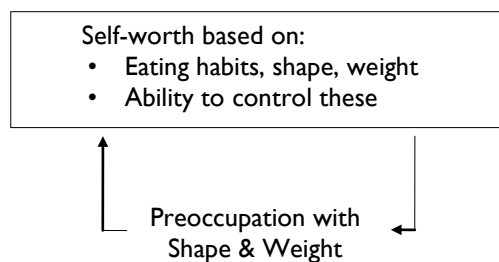 Self-worth based on:
• Eating habits, shape, weight
• Ability to control these
Preoccupation with
Shape & Weight